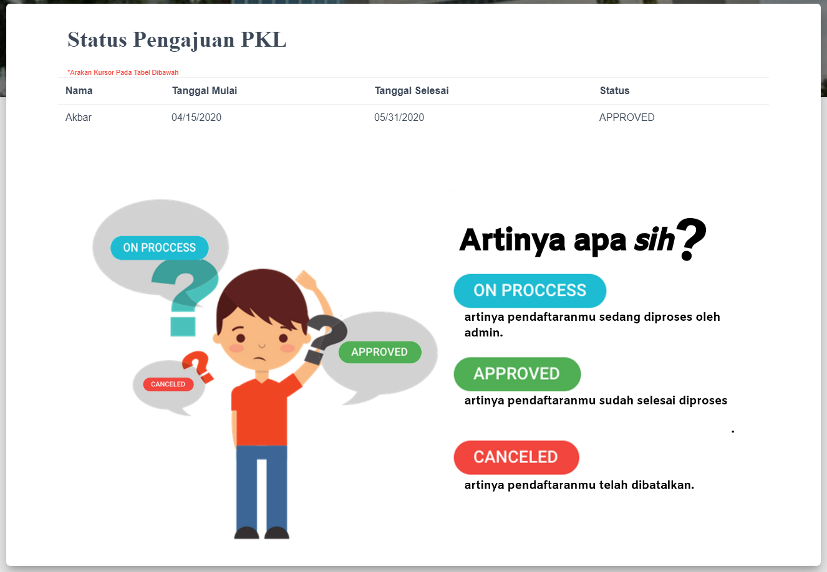 Status Pengajuan PKL
*Arakan Kursor Pada Tabel Dibawah
Nama Tanggal Mulai Tanggal Selesai Status
Akbar 04/15/2020 05/31/2020 APPROVED
ON PROCCESS
?
APPROVED
?
CANCELED
?
Artinya apa sih?
ON PROCCESS
artinya pendaftaranmu sedang diproses oleh
admin.
APPROVED
artinya pendaftaranmu sudah selesai diproses
.
CANCELED
artinya pendaftaranmu telah dibatalkan.